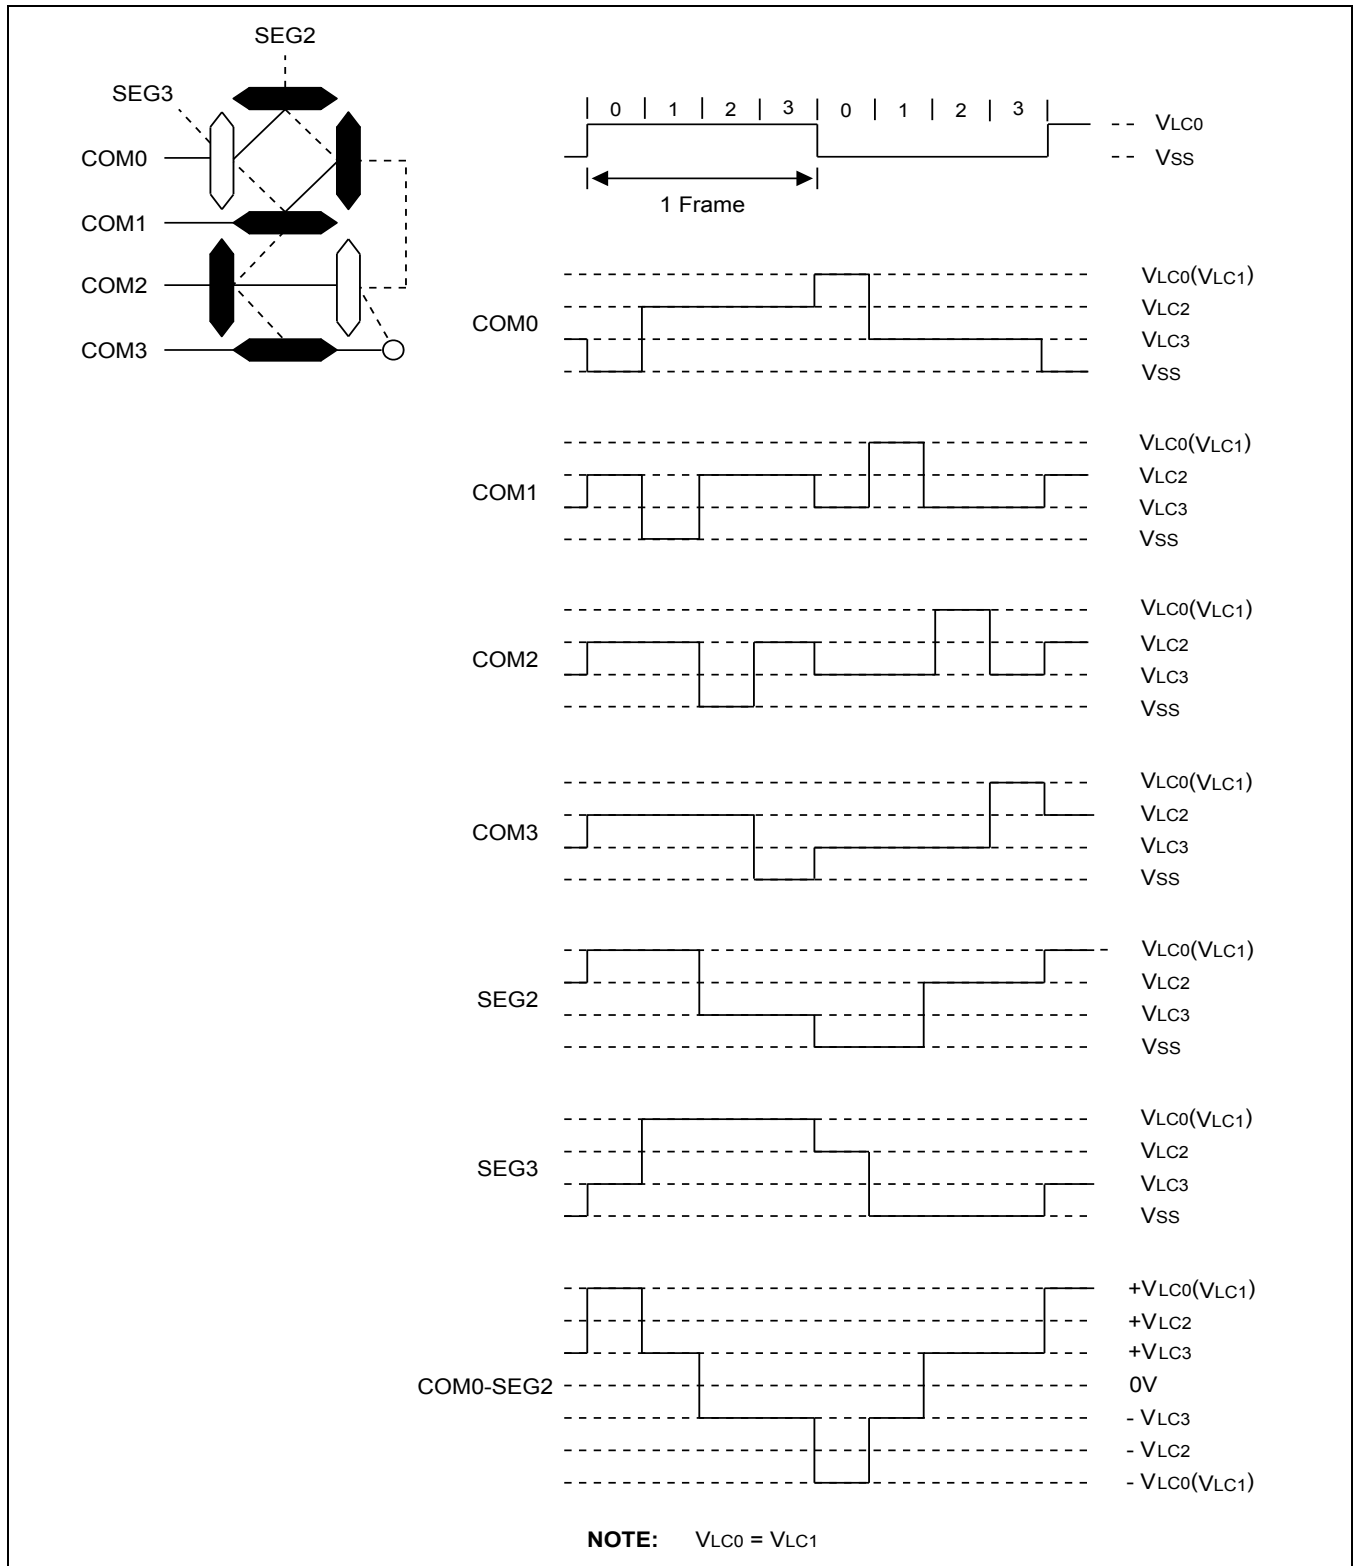 SEG2
SEG3
COM0
COM1
COM2
COM3
0 1 2 3 0 1 2 3
VLC0
VSS
1 Frame
COM0
VLC0(VLC1)
VLC2
VLC3
VSS
COM1
VLC0(VLC1)
VLC2
VLC3
VSS
COM2
VLC0(VLC1)
VLC2
VLC3
VSS
COM3
VLC0(VLC1)
VLC2
VLC3
VSS
SEG2
VLC0(VLC1)
VLC2
VLC3
VSS
SEG3
VLC0(VLC1)
VLC2
VLC3
VSS
COM0-SEG2
+VLC0(VLC1)
+VLC2
+VLC3
0V
- VLC3
- VLC2
- VLC0(VLC1)
NOTE: VLC0 = VLC1